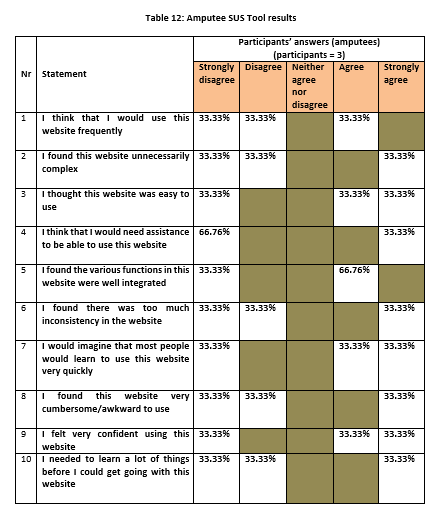 Table 12: Amputee SUS Tool results
Participants' answers (amputees)
(participants = 3)
Nr Statement Strongly disagree Disagree Neither agree nor disagree Agree Strongly agree
1 I think that I would use this 33.33% 33.33% 33.33%
website frequently
2 I found this website unnecessarily 33.33% 33.33% 33.33%
complex
3 I thought this website was easy to 33.33% 33.33% 33.33%
use
4 I think that I would need assistance 66.76% 33.33%
to be able to use this website
5 I found the various functions in this 33.33% 66.76%
website were well integrated
6 I found there was too much 33.33% 33.33% 33.33%
inconsistency in the website
7 I would imagine that most people 33.33% 33.33% 33.33%
would learn to use this website
very quickly
8 I found this website very 33.33% 33.33% 33.33%
cumbersome/awkward to use
9 I felt very confident using this 33.33% 33.33% 33.33%
website
10 I needed to learn a lot of things 33.33% 33.33% 33.33%
before I could get going with this
website